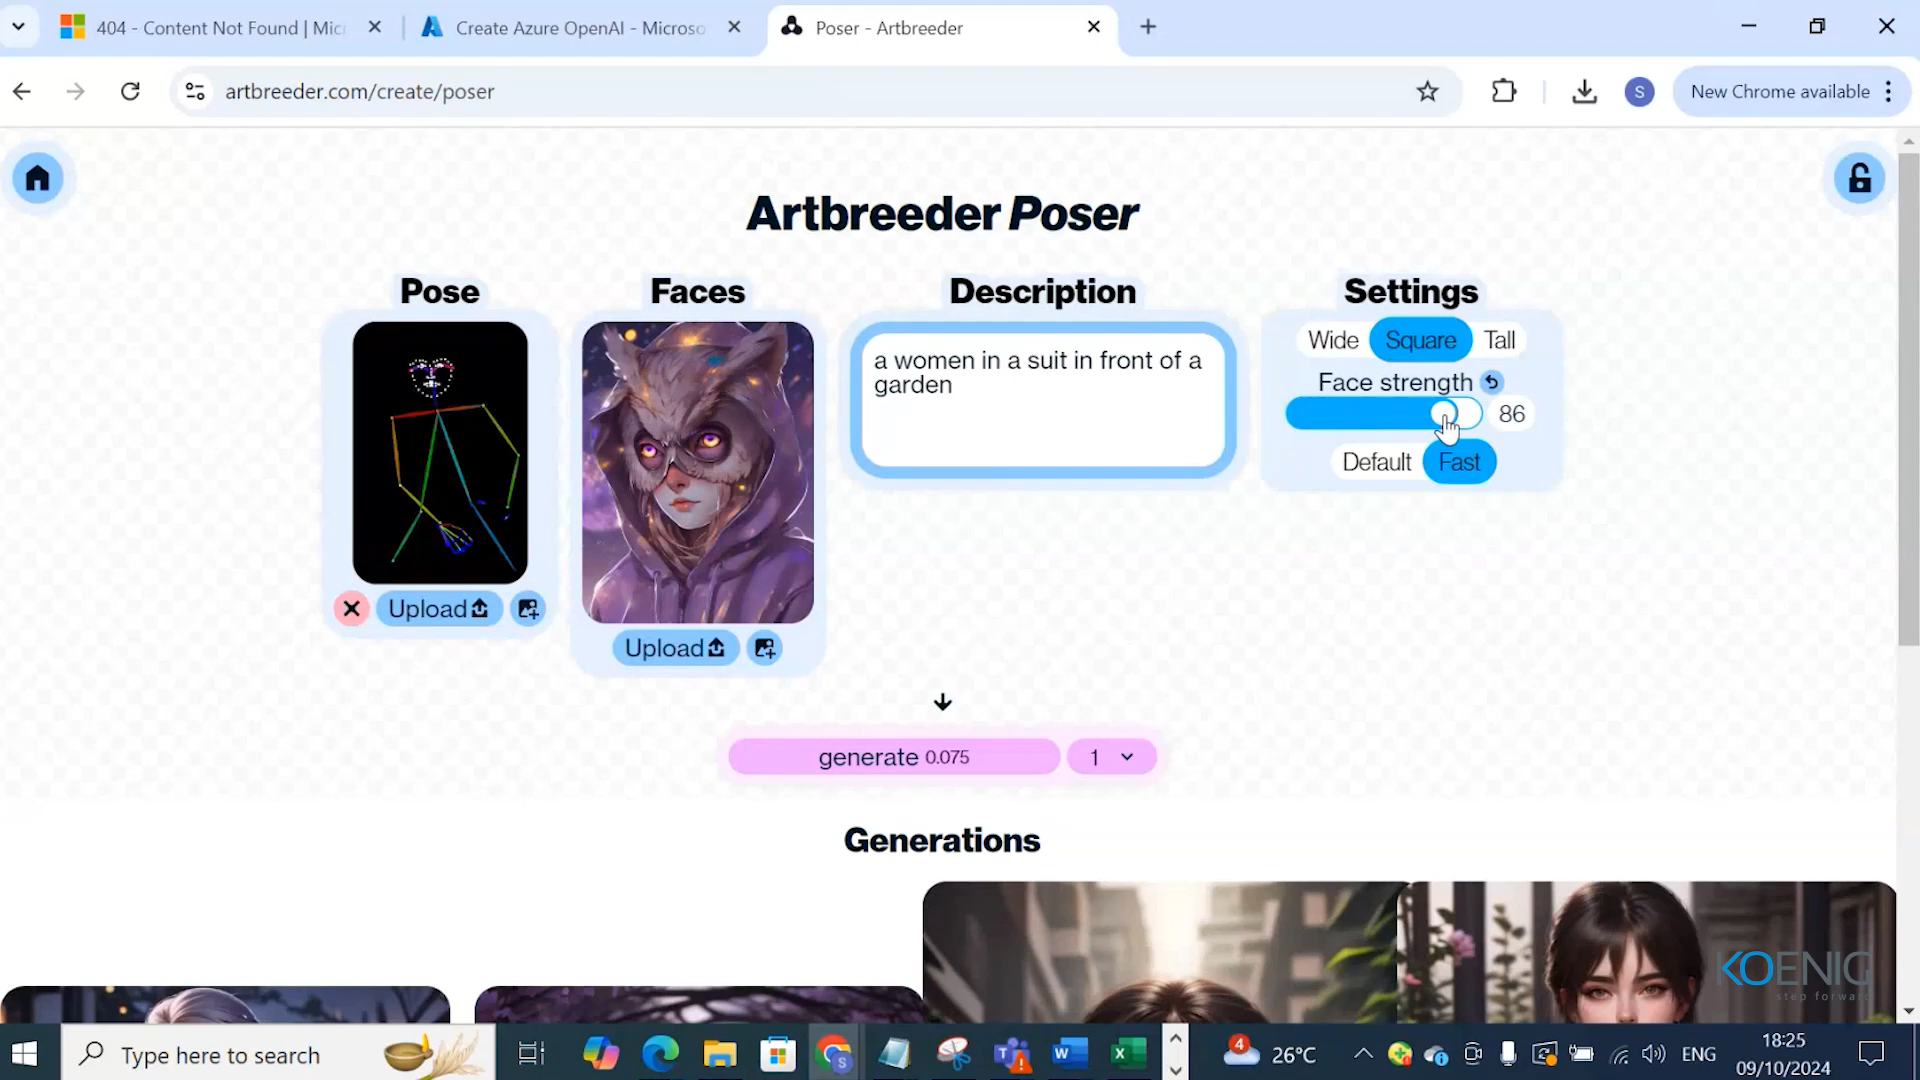 404 - Content Not Found | Mic
Create Azure OpenAI - Microso
Poser - Artbreeder
artbreeder.com/create/poser
S
New Chrome available
Artbreeder Poser
Pose
Faces
Description
Settings
Upload
Upload
a women in a suit in front of a
garden
Wide
Square
Tall
Face strength
86
Default
Fast
generate 0.075
1
Generations
KOENIG
step forward
Type here to search
4
26°C
ENG
18:25
09/10/2024